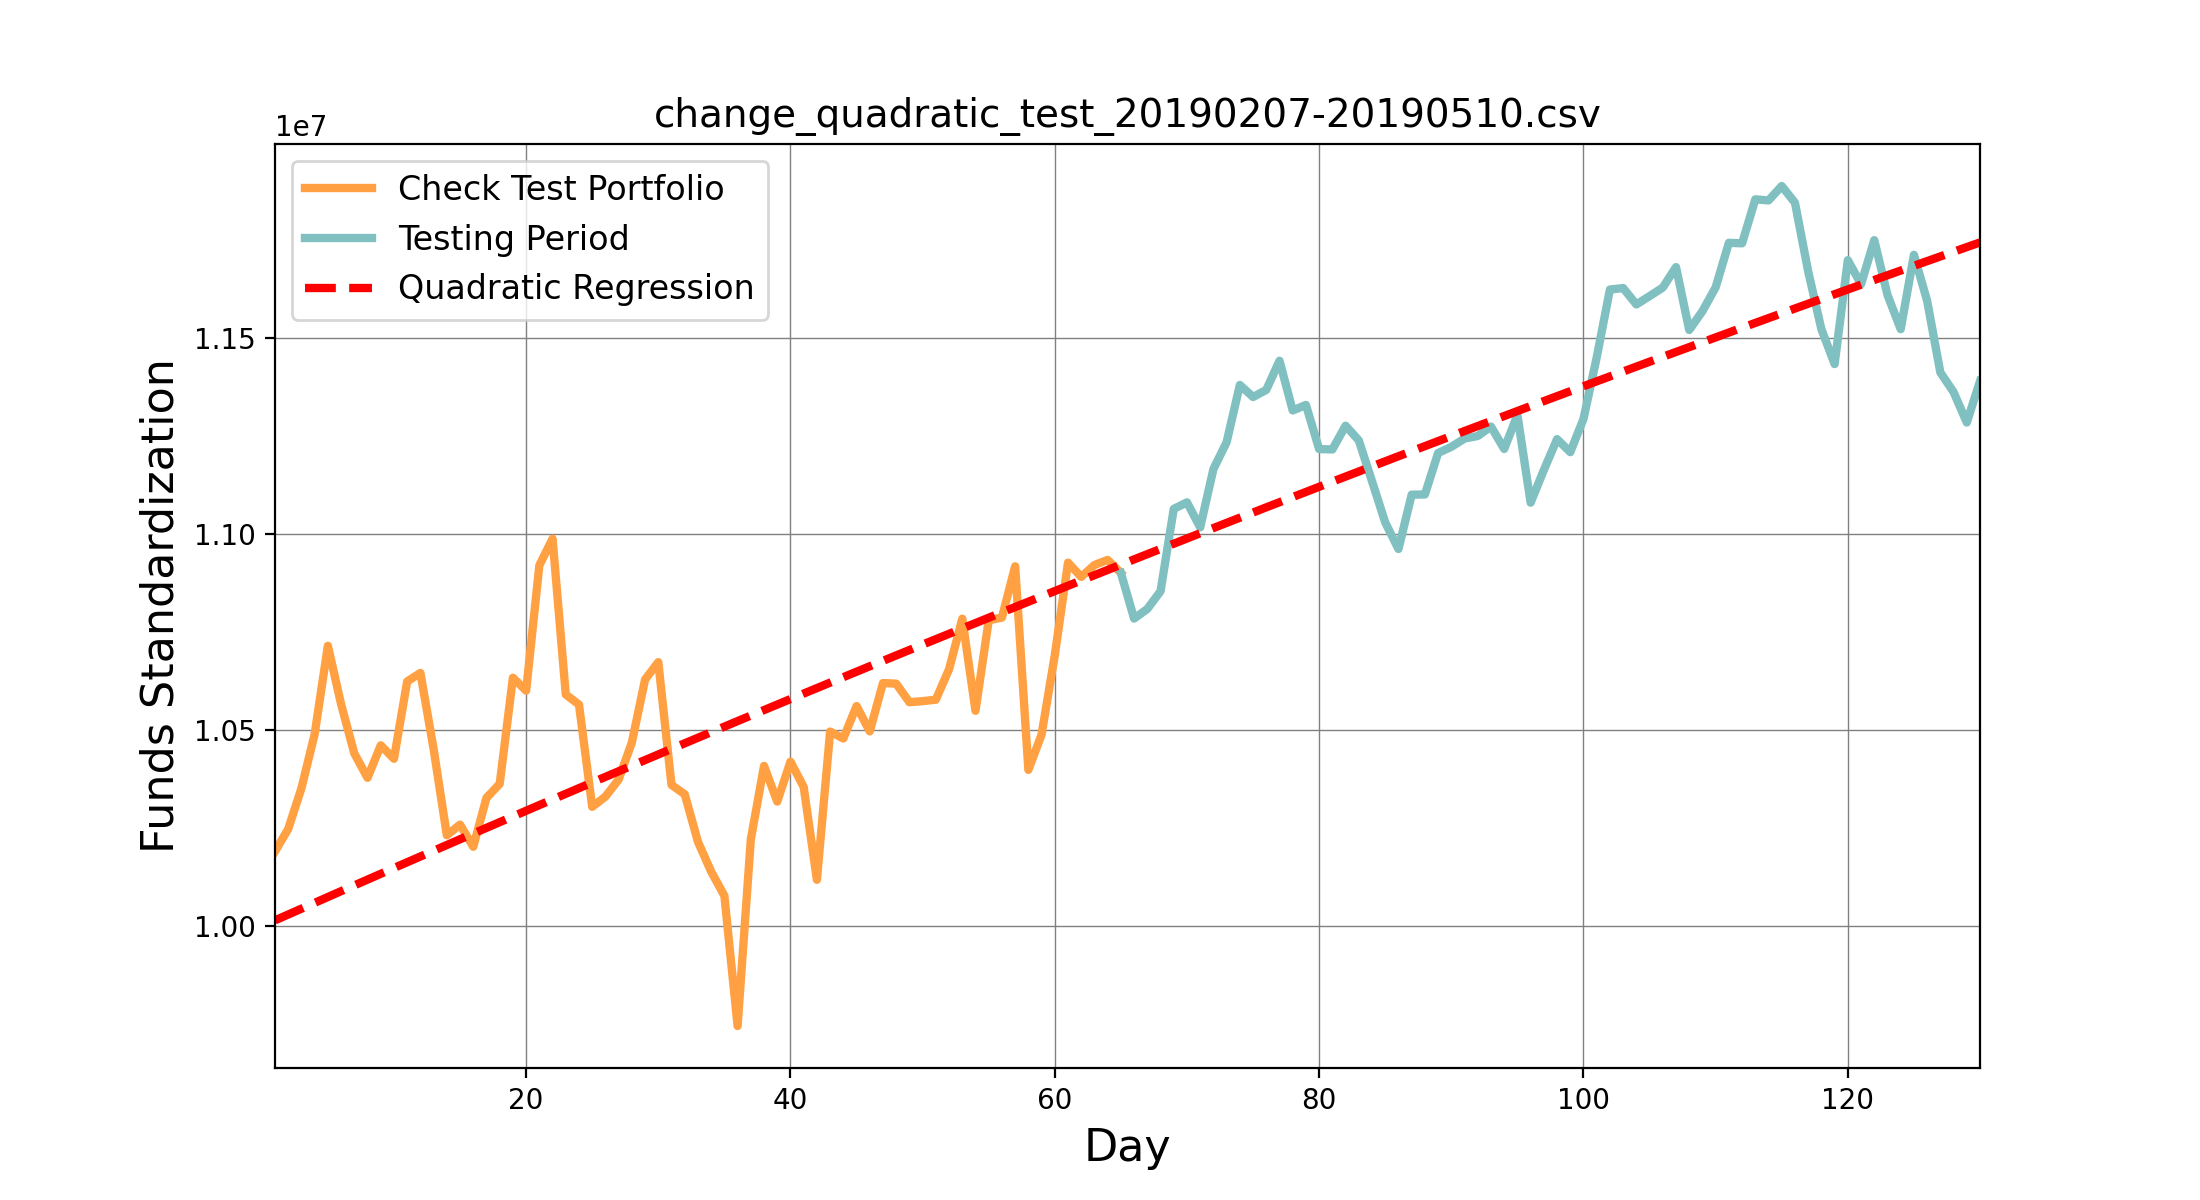 change_quadratic_test_20190207-20190510.csv
1e7
Check Test Portfolio
Testing Period
Quadratic Regression
1.15
1.10
1.05
1.00
Funds Standardization
20 40 60 80 100 120
Day